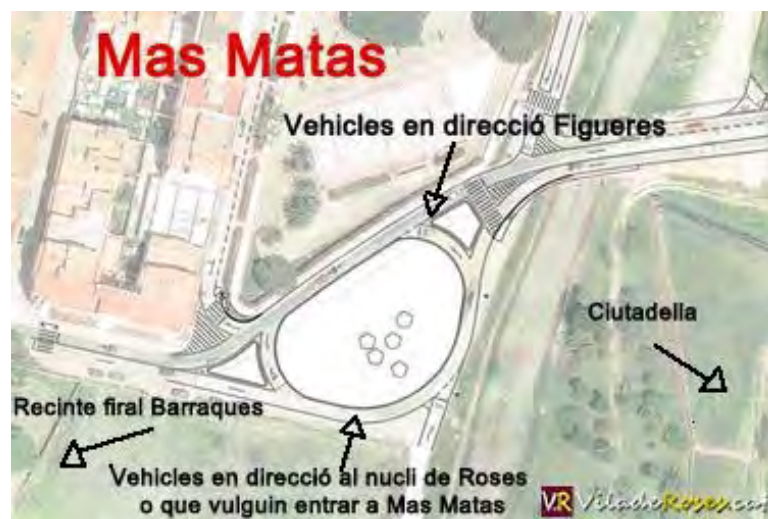 Mas Matas
Vehicles en direcció Figueres
Ciutadella
Recinte firal Barraques
Vehicles en direcció al nucli de Roses
o que vulguin entrar a Mas Matas
VR ViladeRoses.cat